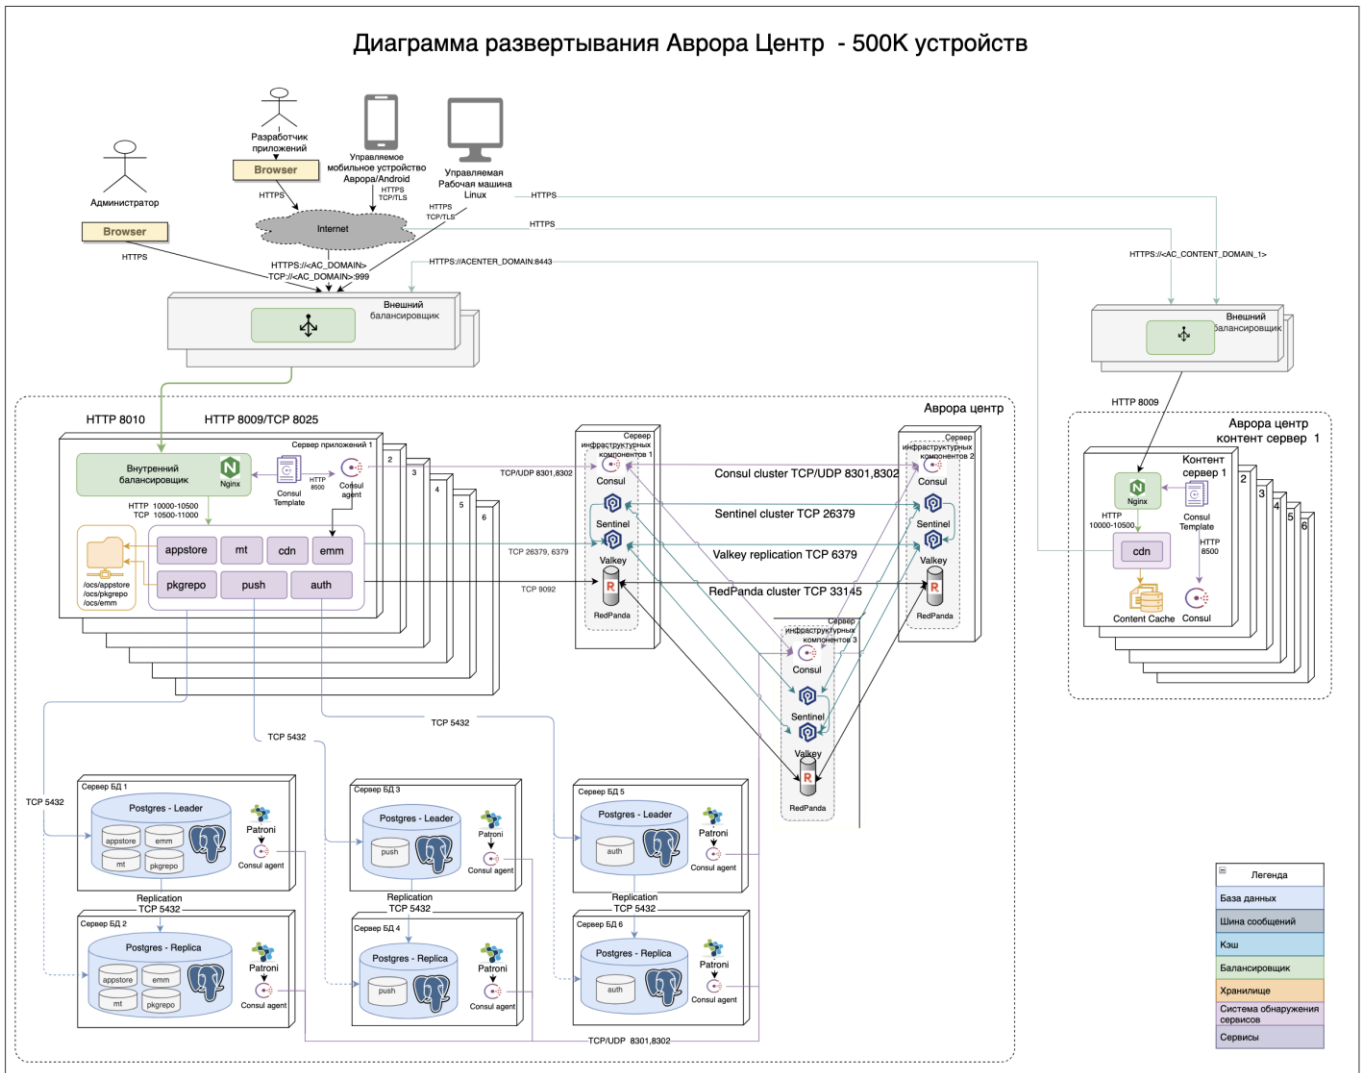 Диаграмма развертывания Аврора Центр - 500К устройств
Разработчик
приложений
Browser
Управляемое
мобильное устройство
Аврора/Android
Управляемая
Рабочая машина
Linux
Администратор
Browser
HTTPS
HTTPS
HTTPS
TCP/TLS
HTTPS
TCP/TLS
HTTPS
HTTPS
Internet
HTTPS://<AC_DOMAIN>
TCP://<AC_DOMAIN>:999
HTTPS://ACENTER_DOMAIN:8443
HTTPS://<AC_CONTENT_DOMAIN_1>
Внешний
балансировщик
Внешний
балансировщик
HTTP 8009
HTTP 8010
HTTP 8009/TCP 8025
Аврора центр
Сервер приложений 1
2
3
4
5
6
Внутренний
балансировщик
Nginx
Consul
Template
HTTP
8500
Consul
agent
HTTP 10000-10500
TCP 10500-11000
appstore
mt
cdn
emm
pkgrepo
push
auth
/ocs/appstore
/ocs/pkgrepo
/ocs/emm
TCP/UDP 8301,8302
TCP 26379, 6379
TCP 9092
Сервер
инфраструктурных
компонентов 1
Consul
Sentinel
Valkey
RedPanda
Consul cluster TCP/UDP 8301,8302
Sentinel cluster TCP 26379
Valkey replication TCP 6379
RedPanda cluster TCP 33145
Сервер
инфраструктурных
компонентов 2
Consul
Sentinel
Valkey
RedPanda
Сервер
инфраструктурных
компонентов 3
Consul
Sentinel
Valkey
RedPanda
Аврора центр
контент сервер 1
Контент
сервер 1
2
3
4
5
6
Nginx
Consul
Template
HTTP
10000-10500
HTTP
8500
cdn
Content Cache
Consul
TCP 5432
TCP 5432
TCP 5432
Сервер БД 1
Postgres - Leader
appstore
emm
mt
pkgrepo
Patroni
Consul agent
Сервер БД 3
Postgres - Leader
push
Patroni
Consul agent
Сервер БД 5
Postgres - Leader
auth
Patroni
Consul agent
Replication
TCP 5432
Replication
TCP 5432
Replication
TCP 5432
Сервер БД 2
Postgres - Replica
appstore
emm
mt
pkgrepo
Patroni
Consul agent
Сервер БД 4
Postgres - Replica
push
Patroni
Consul agent
Сервер БД 6
Postgres - Replica
auth
Patroni
Consul agent
TCP/UDP 8301,8302
Легенда
База данных
Шина сообщений
Кэш
Балансировщик
Хранилище
Система обнаружения
сервисов
Сервисы